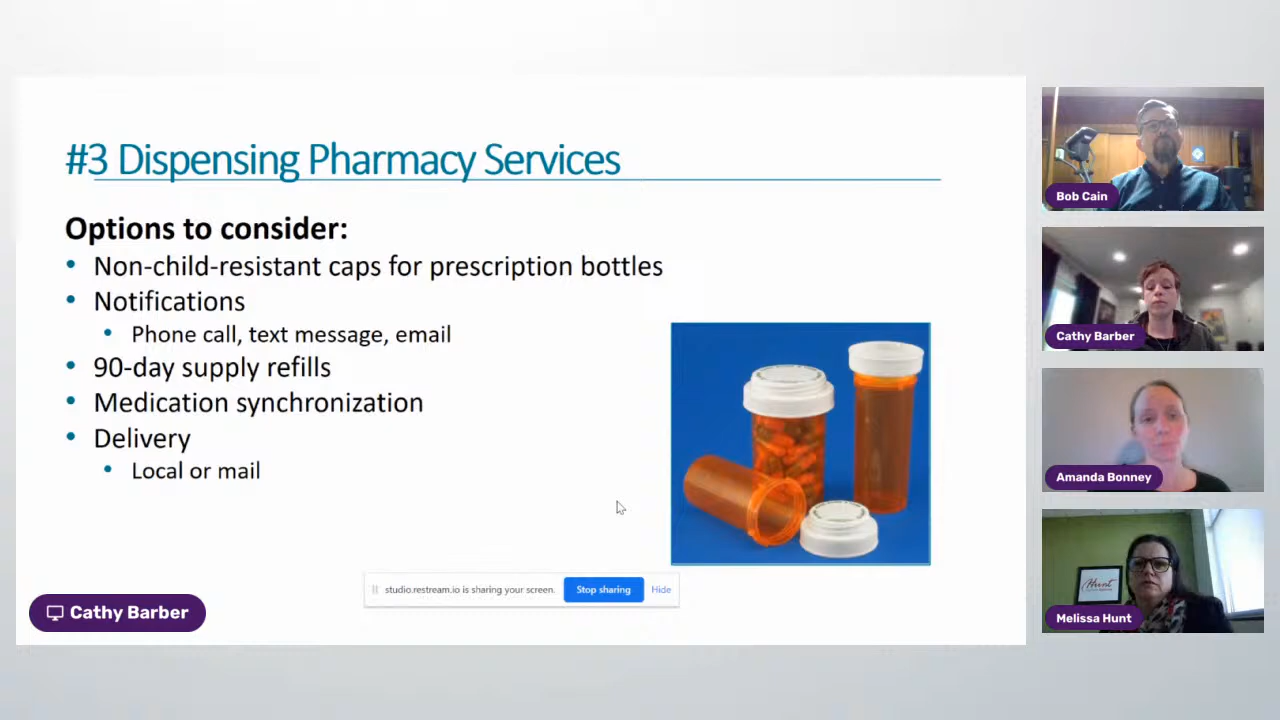 #3 Dispensing Pharmacy Services
Options to consider:
• Non-child-resistant caps for prescription bottles
• Notifications
• Phone call, text message, email
• 90-day supply refills
• Medication synchronization
• Delivery
• Local or mail
studio.restream.io is sharing your screen.
Stop sharing
Hide
Cathy Barber
Bob Cain
Cathy Barber
Amanda Bonney
Hunt
Melissa Hunt